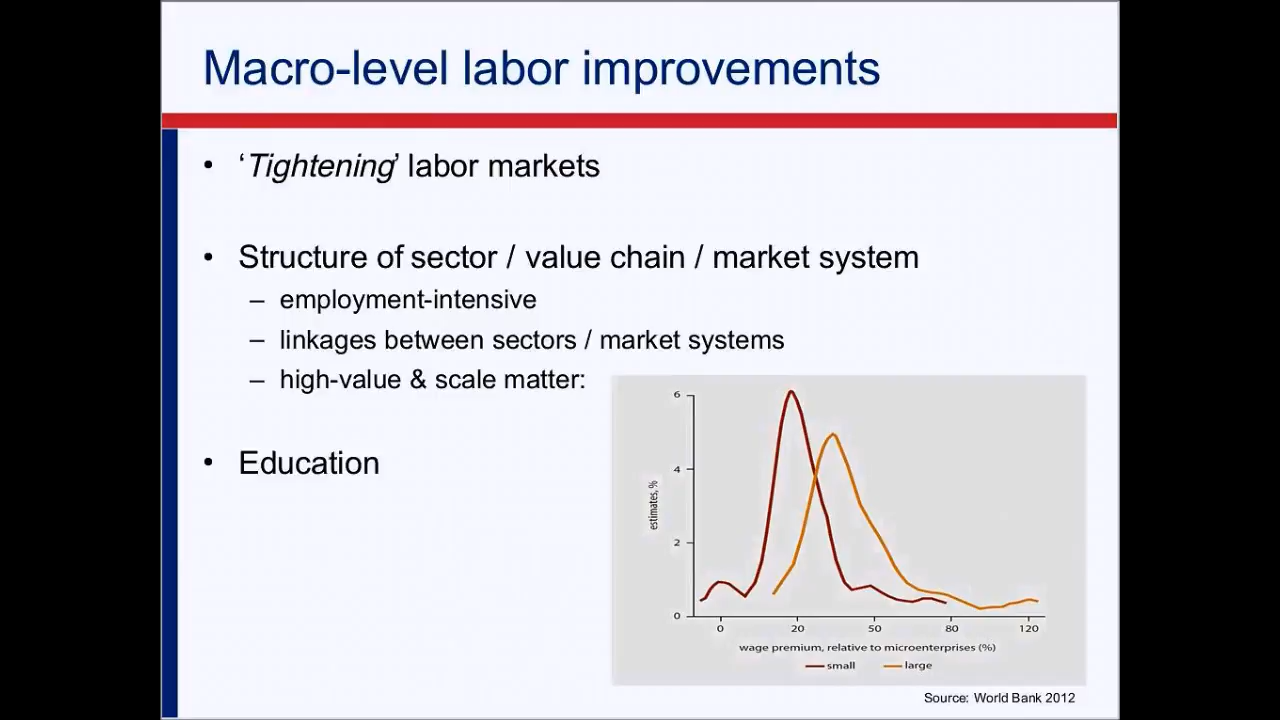 Macro-level labor improvements
• ‘Tightening’ labor markets
• Structure of sector / value chain / market system
– employment-intensive
– linkages between sectors / market systems
– high-value & scale matter:
• Education
6
4
2
0
estimates, %
0 20 50 80 120
wage premium, relative to microenterprises (%)
small large
Source: World Bank 2012